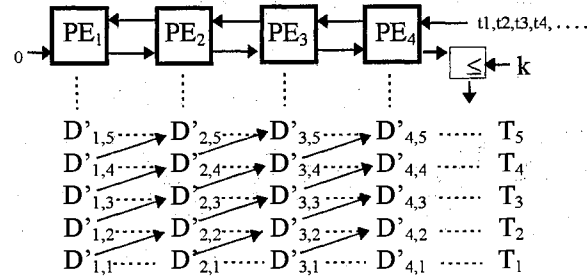 PE1 PE2 PE3 PE4 t1,t2,t3,t4, . . . .
0
≤ k
D'1,5 D'2,5 D'3,5 D'4,5 T5
D'1,4 D'2,4 D'3,4 D'4,4 T4
D'1,3 D'2,3 D'3,3 D'4,3 T3
D'1,2 D'2,2 D'3,2 D'4,2 T2
D'1,1 D'2,1 D'3,1 D'4,1 T1